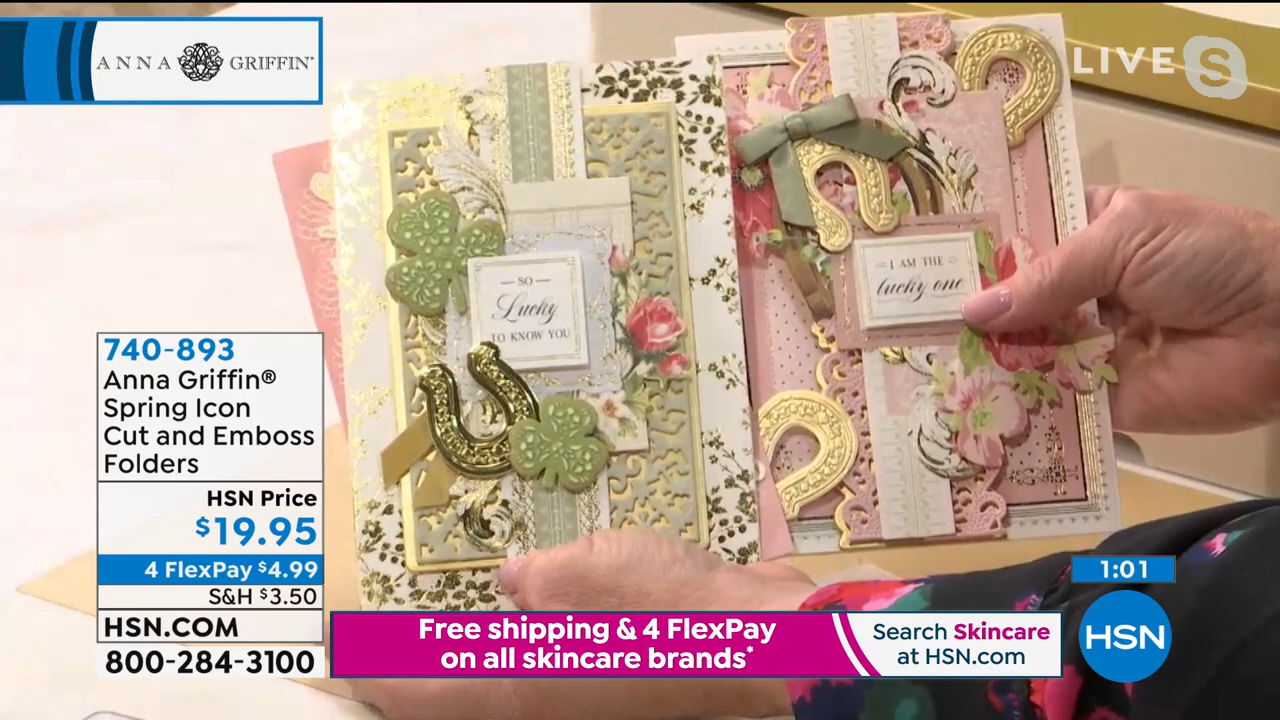 ANNA GRIFFIN®
LIVE S
SO
Lucky
TO KNOW YOU
I AM THE
lucky one
740-893
Anna Griffin®
Spring Icon
Cut and Emboss
Folders
HSN Price
$19.95
4 FlexPay $4.99
S&H $3.50
HSN.COM
800-284-3100
Free shipping & 4 FlexPay
on all skincare brands*
Search Skincare
at HSN.com
1:01
HSN